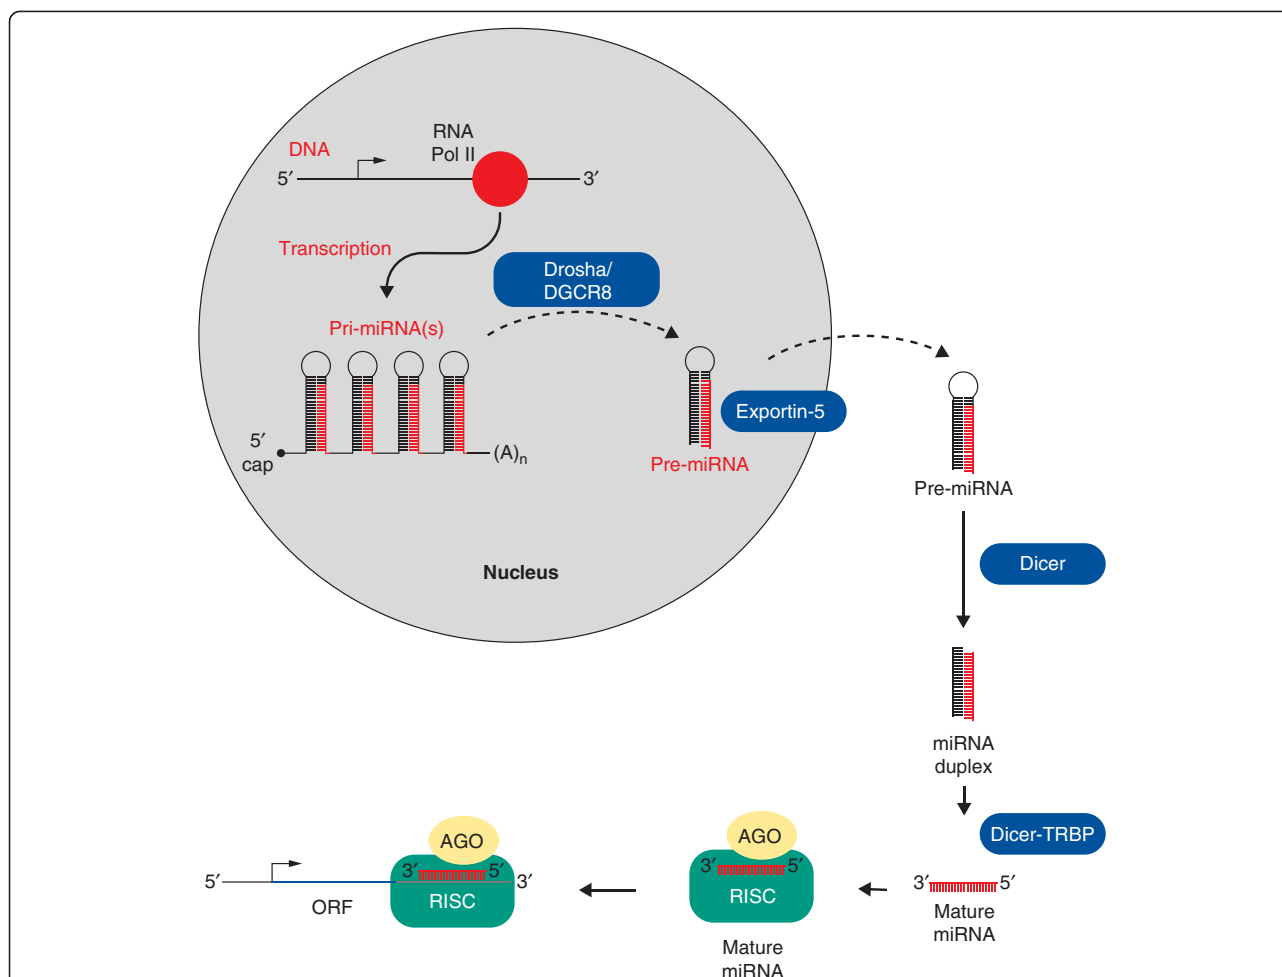 RNA
Pol II
DNA
5′
3′
Transcription
Drosha/
DGCR8
Pri-miRNA(s)
5′
cap
(A)n
Exportin-5
Pre-miRNA
Pre-miRNA
Nucleus
Dicer
miRNA
duplex
Dicer-TRBP
3′ 5′
Mature
miRNA
AGO
3′ 5′
RISC
Mature
miRNA
AGO
3′ 5′
5′ 3′
ORF
RISC